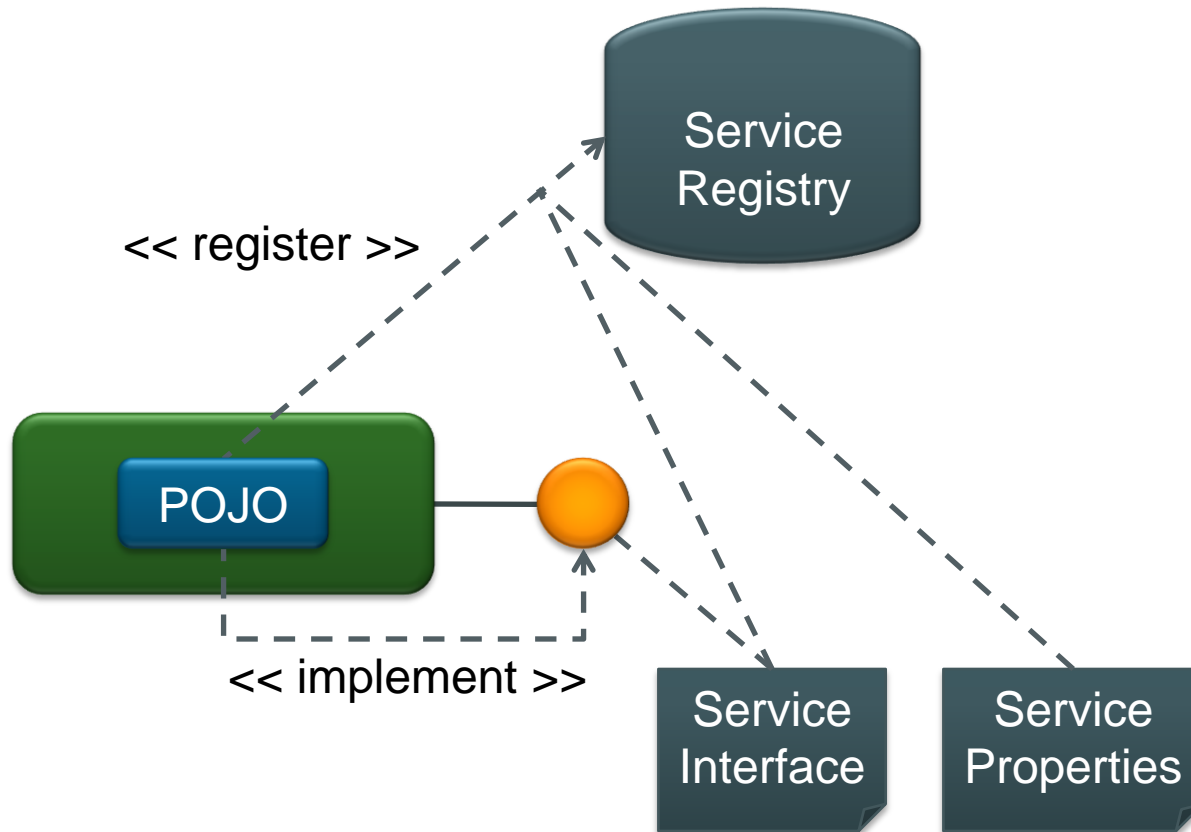 Service
Registry
<< register >>
POJO
<< implement >>
Service
Interface
Service
Properties